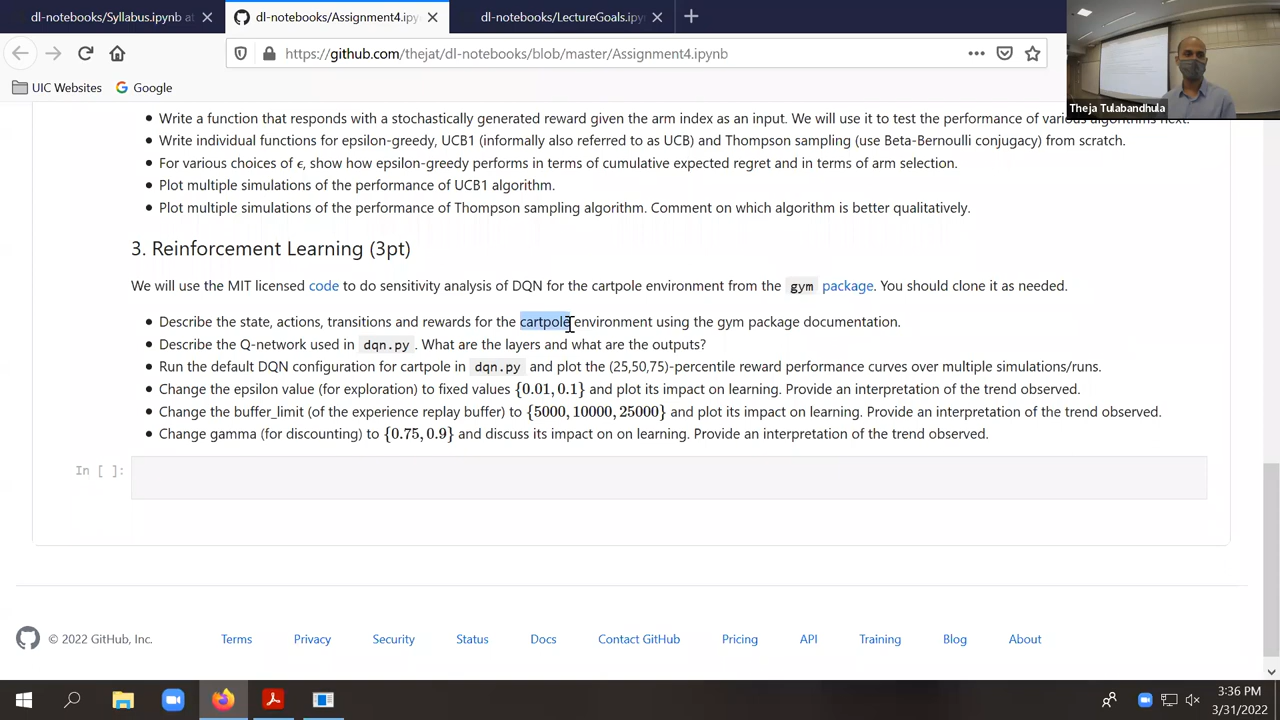 dl-notebooks/Syllabus.ipynb at
dl-notebooks/Assignment4.ipyn
dl-notebooks/LectureGoals.ipyn
https://github.com/thejat/dl-notebooks/blob/master/Assignment4.ipynb
UIC Websites
Google
Theja Tulabandhula
• Write a function that responds with a stochastically generated reward given the arm index as an input. We will use it to test the performance of various algorithms next.
• Write individual functions for epsilon-greedy, UCB1 (informally also referred to as UCB) and Thompson sampling (use Beta-Bernoulli conjugacy) from scratch.
• For various choices of ϵ, show how epsilon-greedy performs in terms of cumulative expected regret and in terms of arm selection.
• Plot multiple simulations of the performance of UCB1 algorithm.
• Plot multiple simulations of the performance of Thompson sampling algorithm. Comment on which algorithm is better qualitatively.
3. Reinforcement Learning (3pt)
We will use the MIT licensed code to do sensitivity analysis of DQN for the cartpole environment from the gym package. You should clone it as needed.
• Describe the state, actions, transitions and rewards for the cartpole environment using the gym package documentation.
• Describe the Q-network used in dqn.py. What are the layers and what are the outputs?
• Run the default DQN configuration for cartpole in dqn.py and plot the (25,50,75)-percentile reward performance curves over multiple simulations/runs.
• Change the epsilon value (for exploration) to fixed values {0.01, 0.1} and plot its impact on learning. Provide an interpretation of the trend observed.
• Change the buffer_limit (of the experience replay buffer) to {5000, 10000, 25000} and plot its impact on learning. Provide an interpretation of the trend observed.
• Change gamma (for discounting) to {0.75, 0.9} and discuss its impact on on learning. Provide an interpretation of the trend observed.
In [ ]:
© 2022 GitHub, Inc.
Terms
Privacy
Security
Status
Docs
Contact GitHub
Pricing
API
Training
Blog
About
3:36 PM
3/31/2022